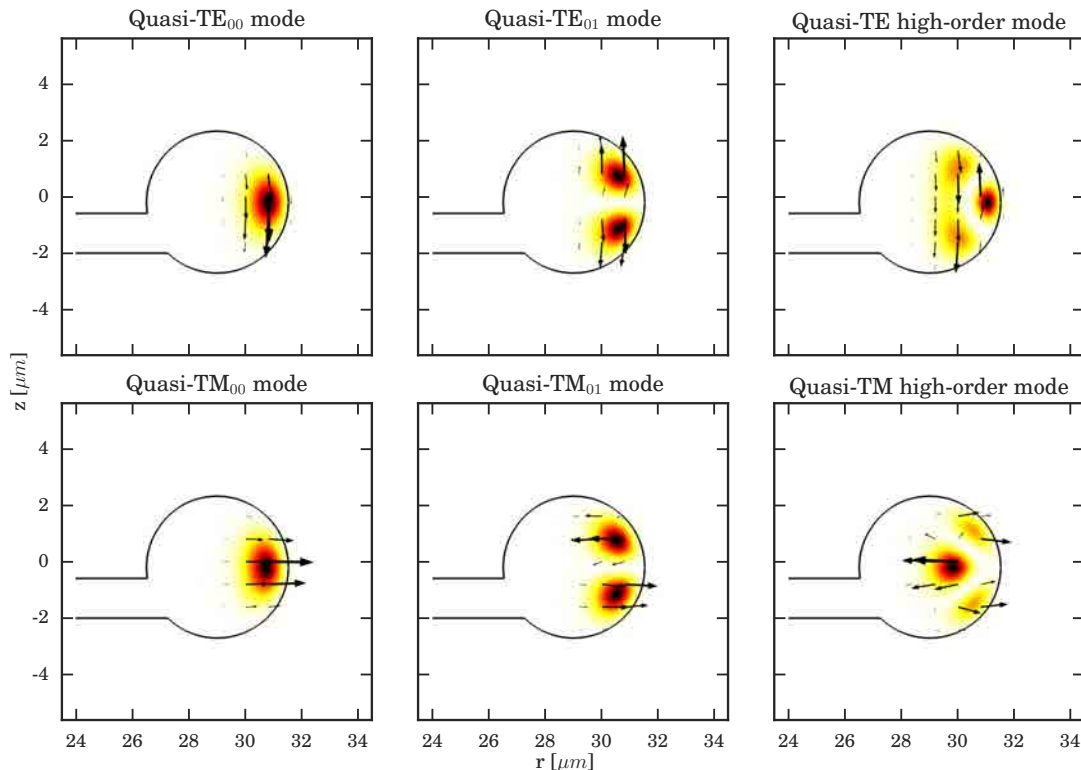 Quasi-TE₀₀ mode
Quasi-TE₀₁ mode
Quasi-TE high-order mode
4
2
0
-2
-4
z [μm]
Quasi-TM₀₀ mode
Quasi-TM₀₁ mode
Quasi-TM high-order mode
4
2
0
-2
-4
24 26 28 30 32 34 24 26 28 30 32 34 24 26 28 30 32 34
r [μm]